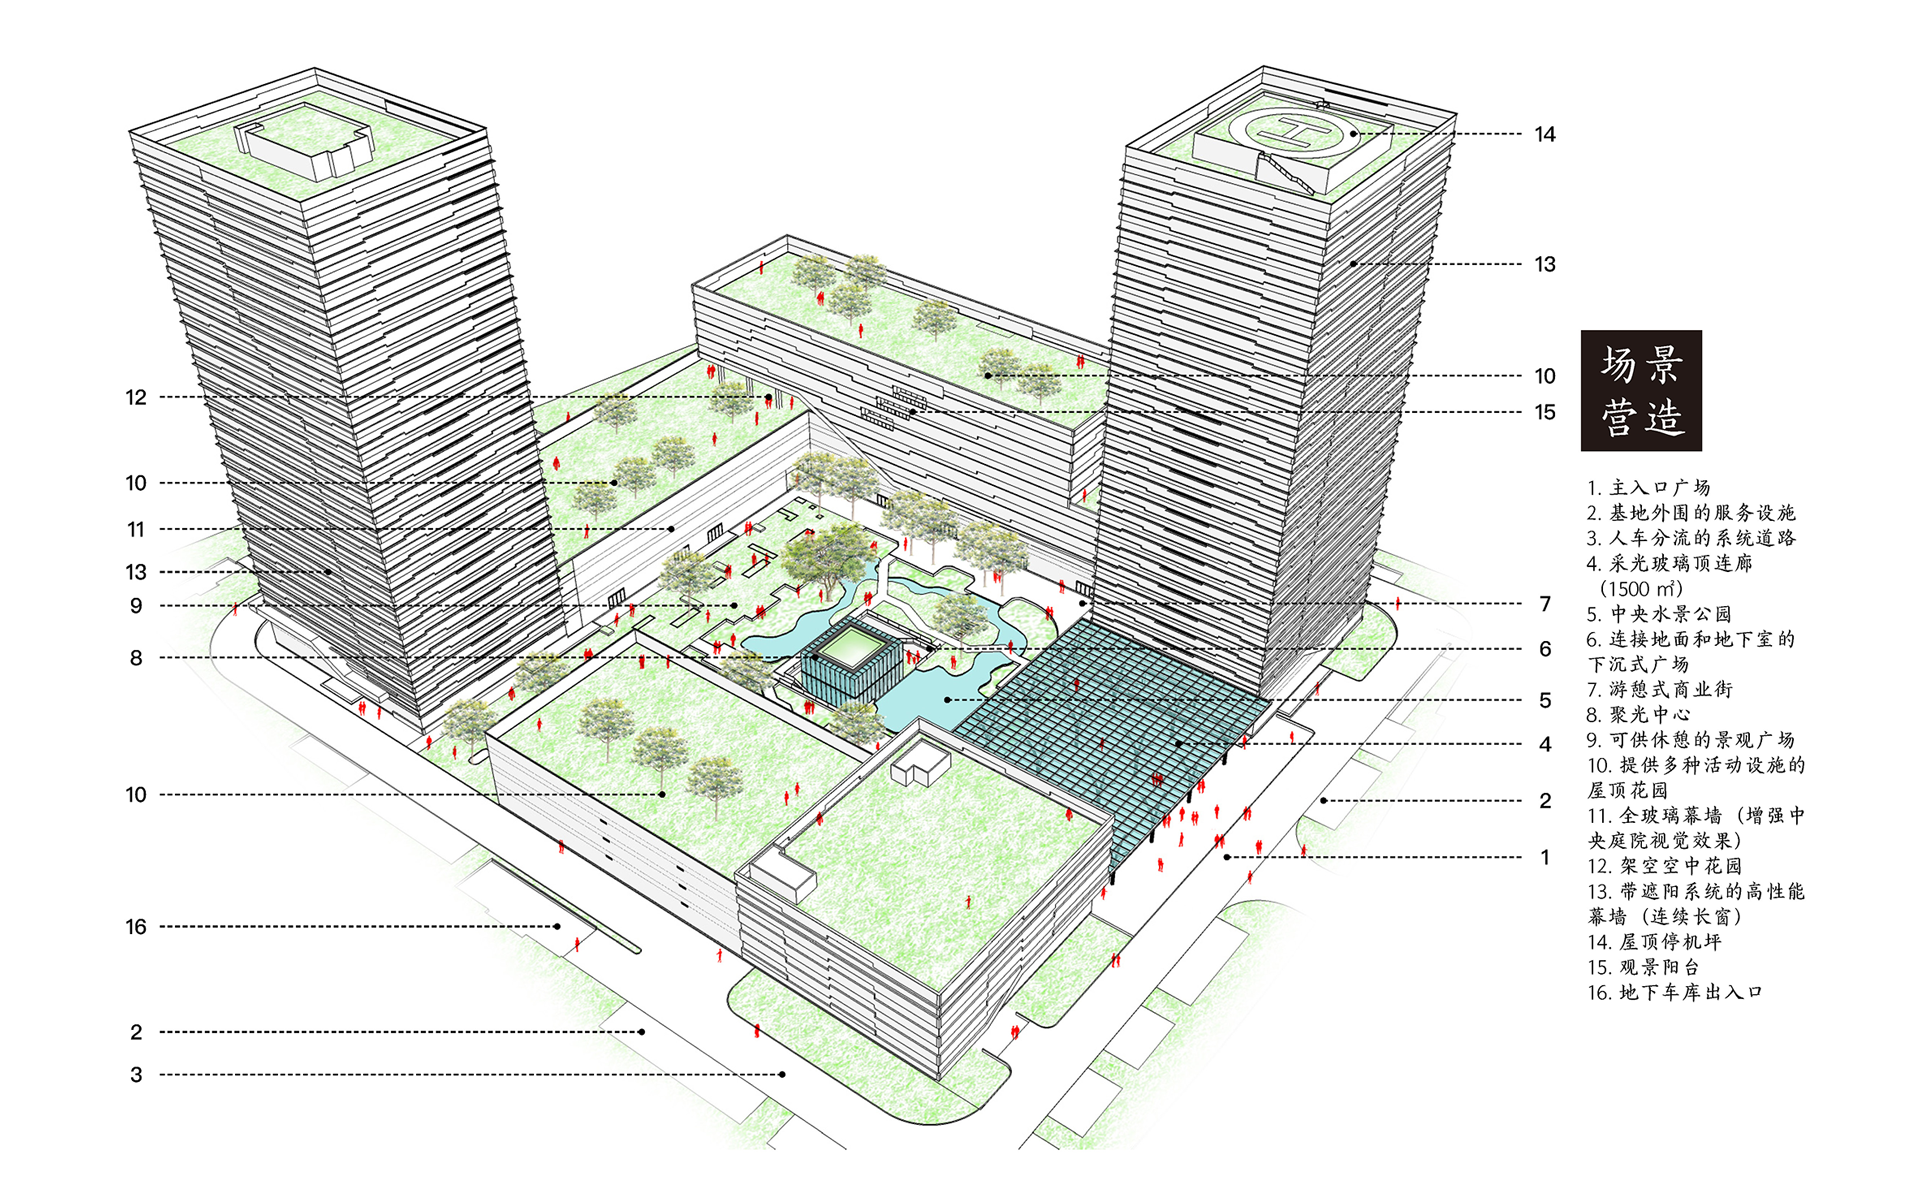 14
13
12
10
15
10
11
13
9
7
8
6
5
4
10
2
1
16
2
3
场景
营造
1. 主入口广场
2. 基地外围的服务设施
3. 人车分流的系统道路
4. 采光玻璃顶连廊
（1500 ㎡）
5. 中央水景公园
6. 连接地面和地下室的
下沉式广场
7. 游憩式商业街
8. 聚光中心
9. 可供休憩的景观广场
10. 提供多种活动设施的
屋顶花园
11. 全玻璃幕墙（增强中
央庭院视觉效果）
12. 架空空中花园
13. 带遮阳系统的高性能
幕墙（连续长窗）
14. 屋顶停机坪
15. 观景阳台
16. 地下车库出入口
H